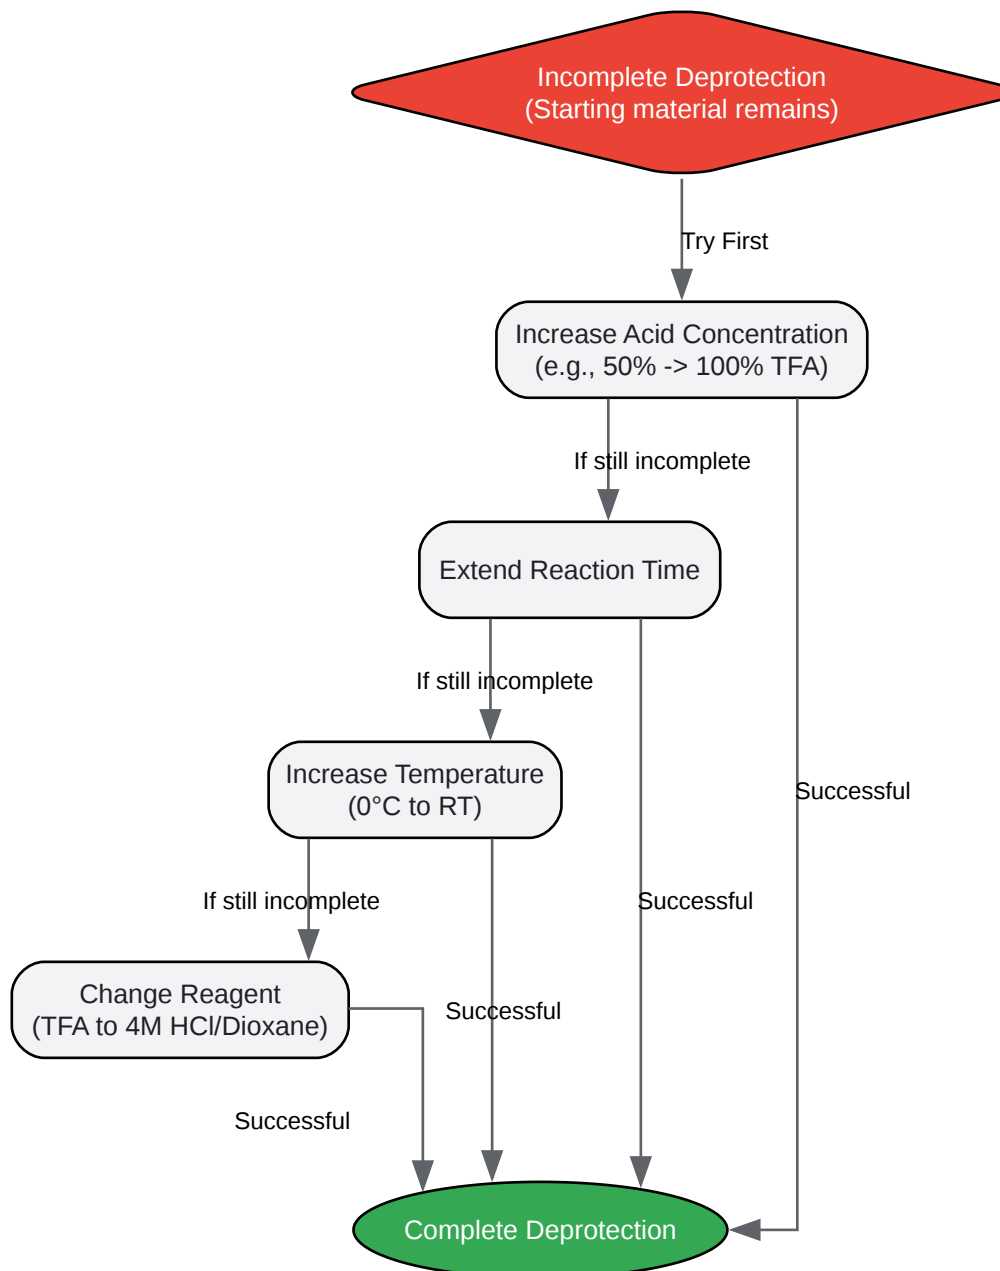 Incomplete Deprotection
(Starting material remains)
Try First
Increase Acid Concentration
(e.g., 50% -> 100% TFA)
If still incomplete
Extend Reaction Time
If still incomplete
Increase Temperature
(0°C to RT)
Successful
If still incomplete
Successful
Change Reagent
(TFA to 4M HCl/Dioxane)
Successful
Successful
Complete Deprotection